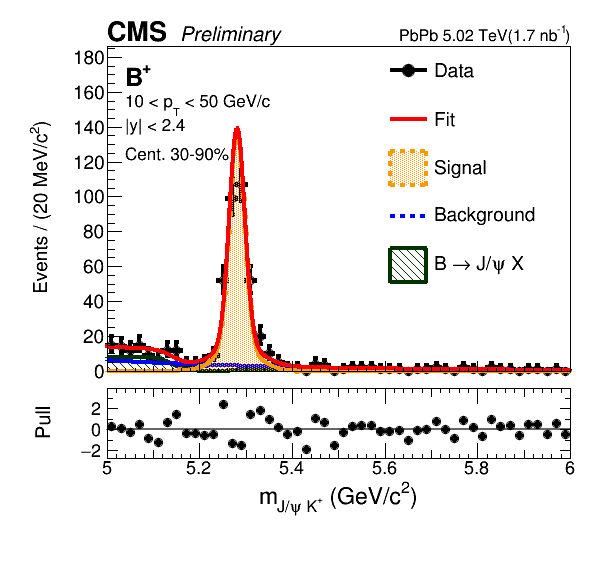 CMS Preliminary PbPb 5.02 TeV(1.7 nb⁻¹)
B⁺
10 < p_T < 50 GeV/c
|y| < 2.4
Cent. 30-90%
Data
Fit
Signal
Background
B → J/ψ X
Events / (20 MeV/c²)
180
160
140
120
100
80
60
40
20
0
Pull
2
0
−2
5 5.2 5.4 5.6 5.8 6
m_J/ψ K⁺ (GeV/c²)